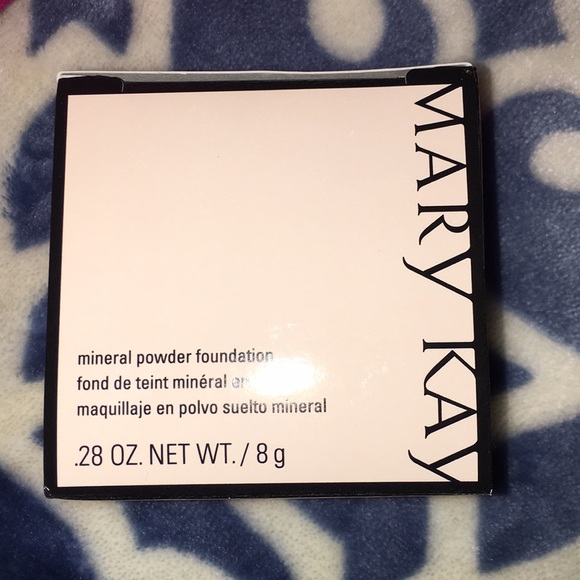 MARY KAY
mineral powder foundation
fond de teint minéral en
maquillaje en polvo suelto mineral
.28 OZ. NET WT. / 8 g